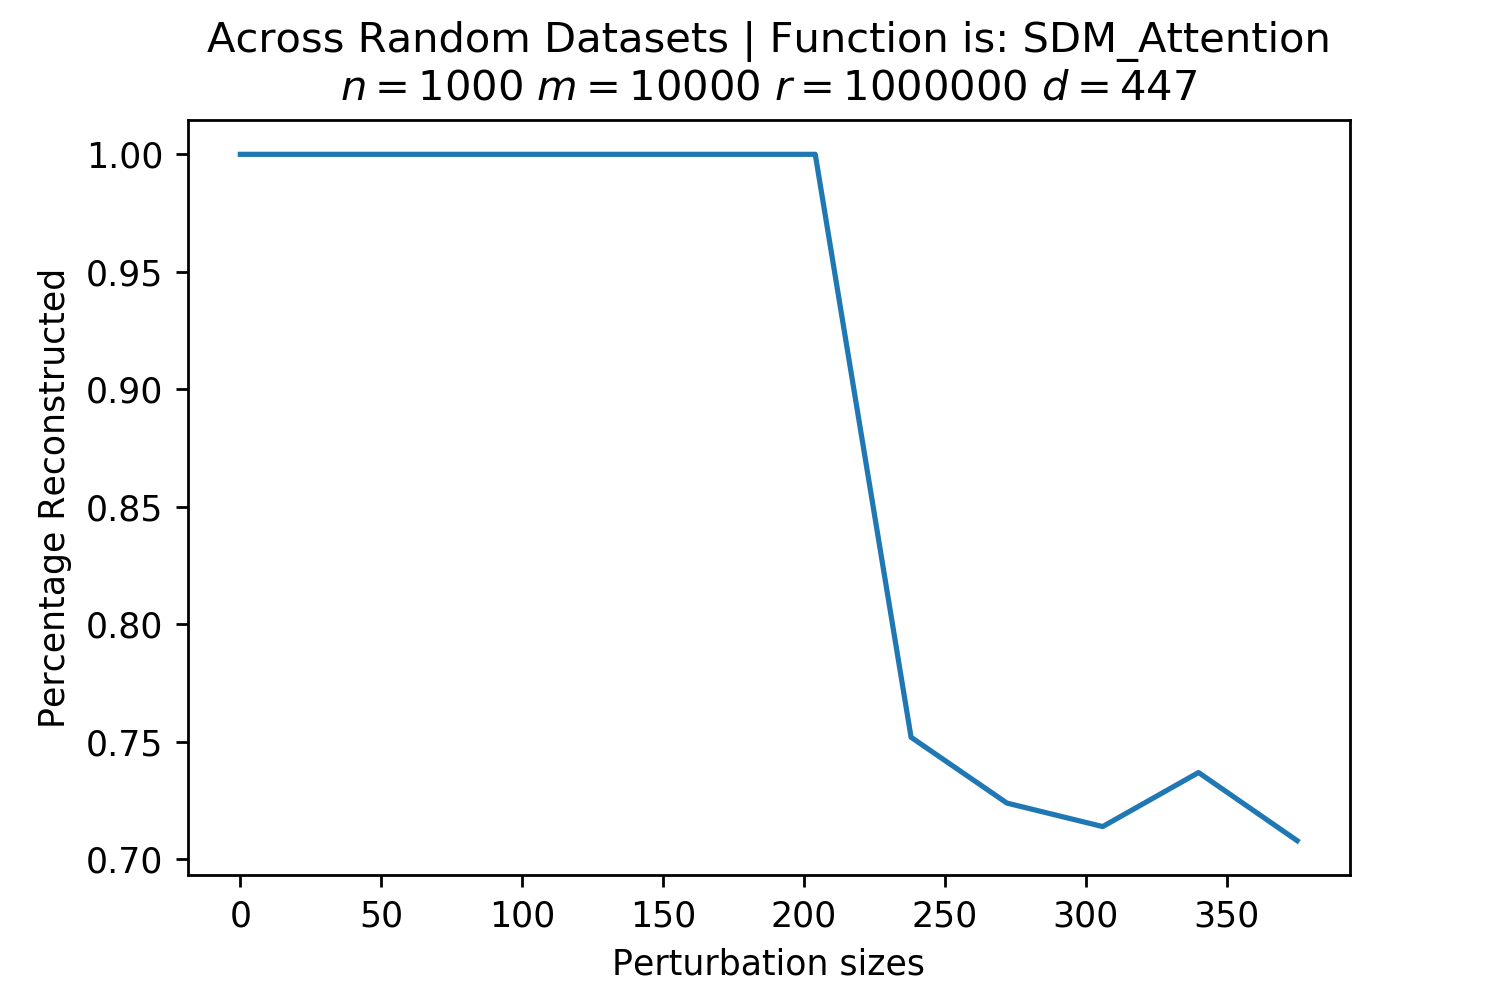 Across Random Datasets | Function is: SDM_Attention
n = 1000 m = 10000 r = 1000000 d = 447
1.00
0.95
0.90
0.85
0.80
0.75
0.70
Percentage Reconstructed
0 50 100 150 200 250 300 350
Perturbation sizes